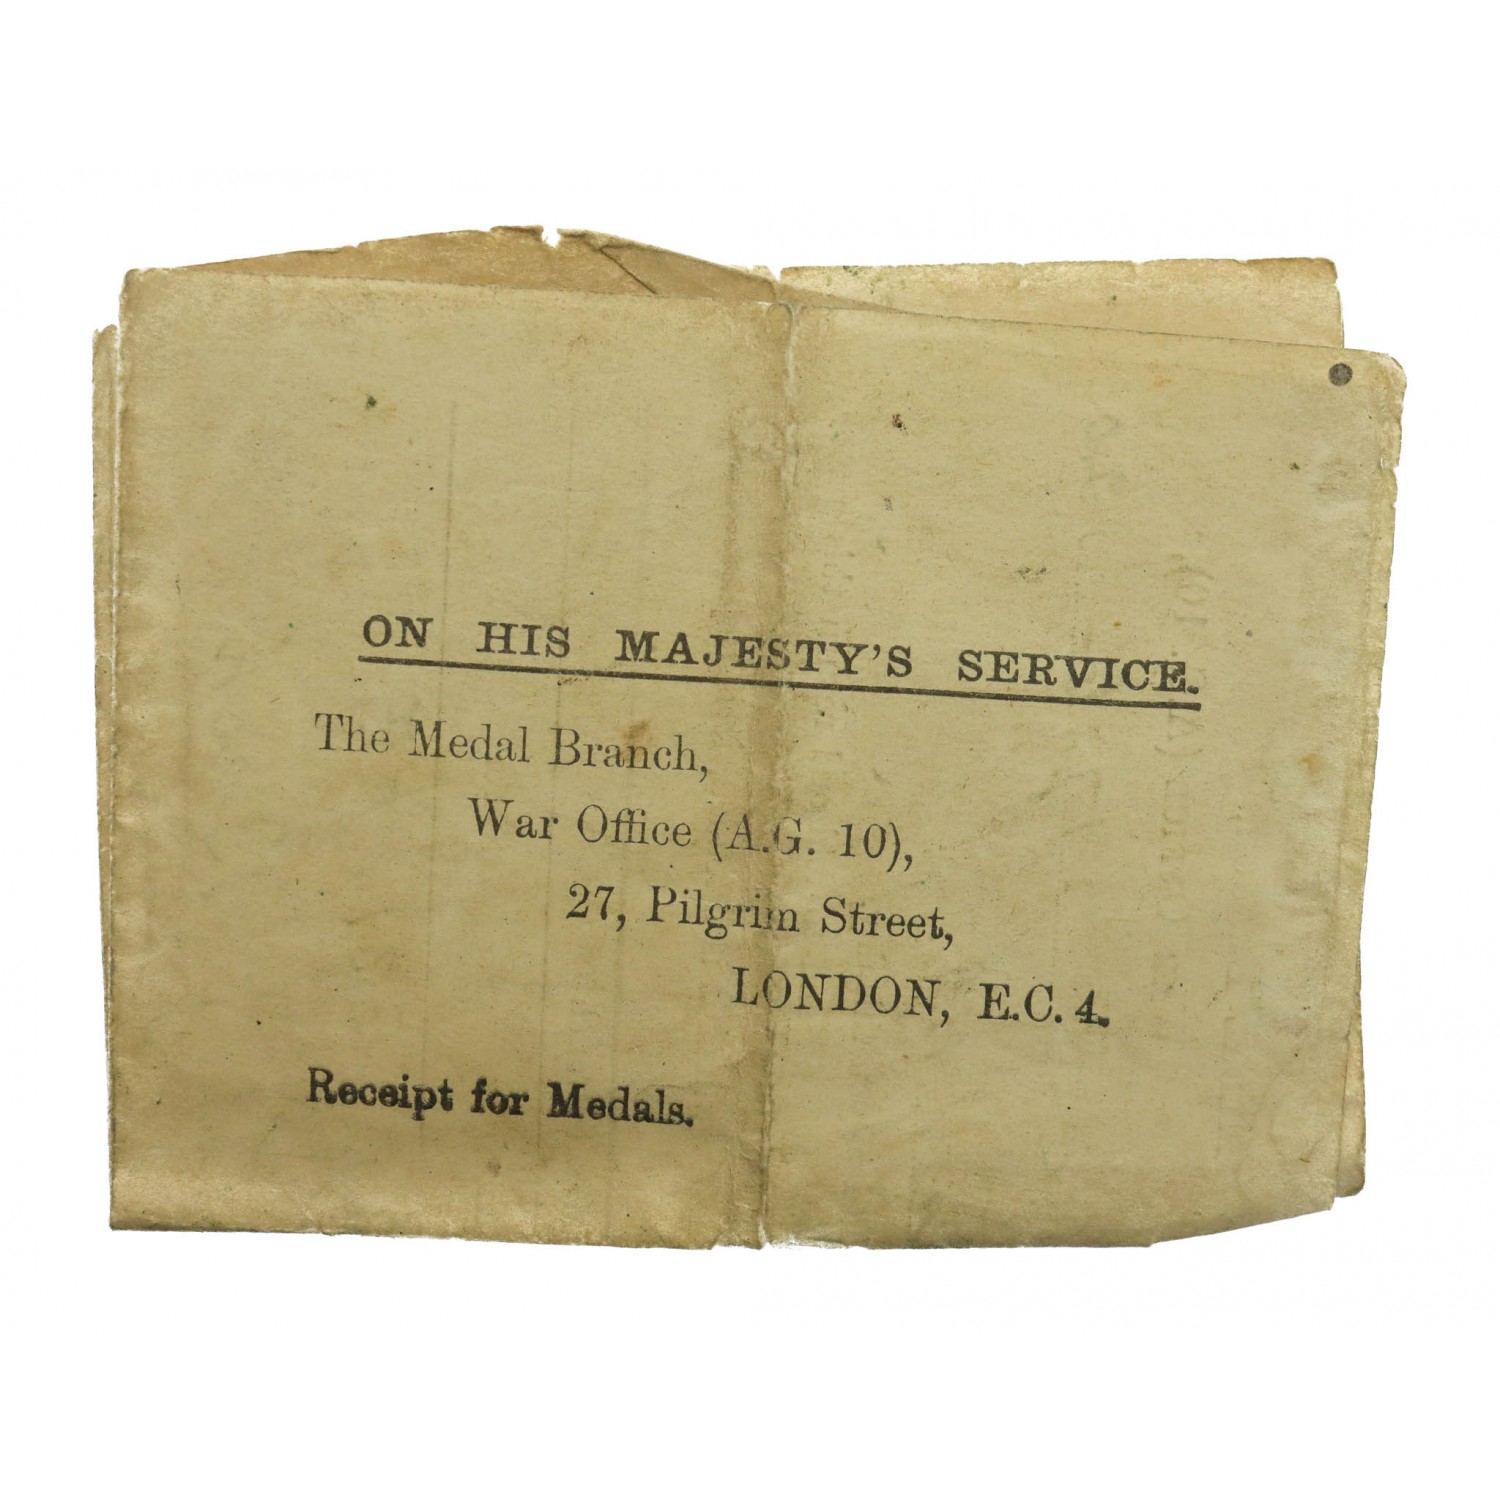 ON HIS MAJESTY'S SERVICE.
The Medal Branch,
War Office (A.G. 10),
27, Pilgrim Street,
LONDON, E.C. 4.
Receipt for Medals.